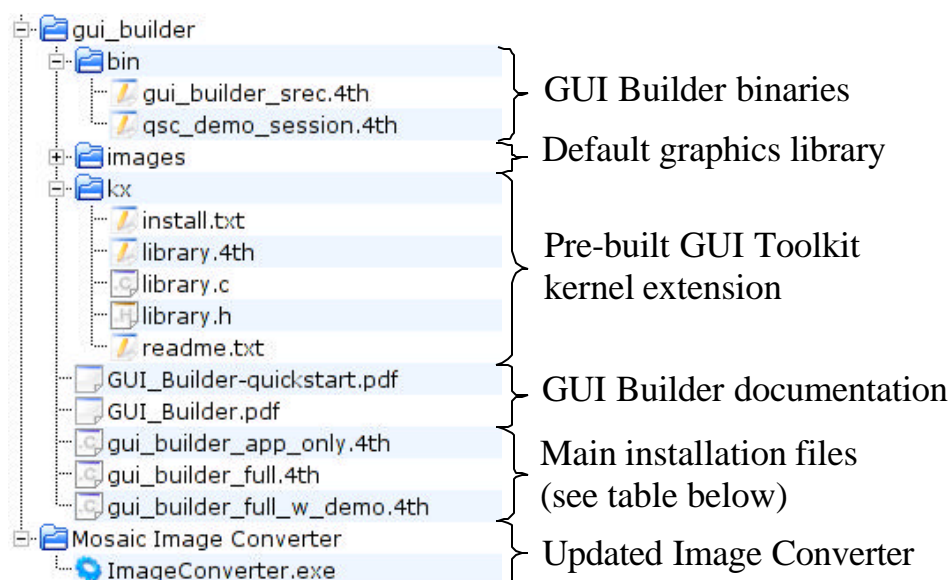 gui_builder
bin
gui_builder_srec.4th
qsc_demo_session.4th
GUI Builder binaries
images
Default graphics library
kx
install.txt
library.4th
library.c
library.h
readme.txt
Pre-built GUI Toolkit
kernel extension
GUI_Builder-quickstart.pdf
GUI_Builder.pdf
GUI Builder documentation
gui_builder_app_only.4th
gui_builder_full.4th
gui_builder_full_w_demo.4th
Main installation files
(see table below)
Mosaic Image Converter
ImageConverter.exe
Updated Image Converter